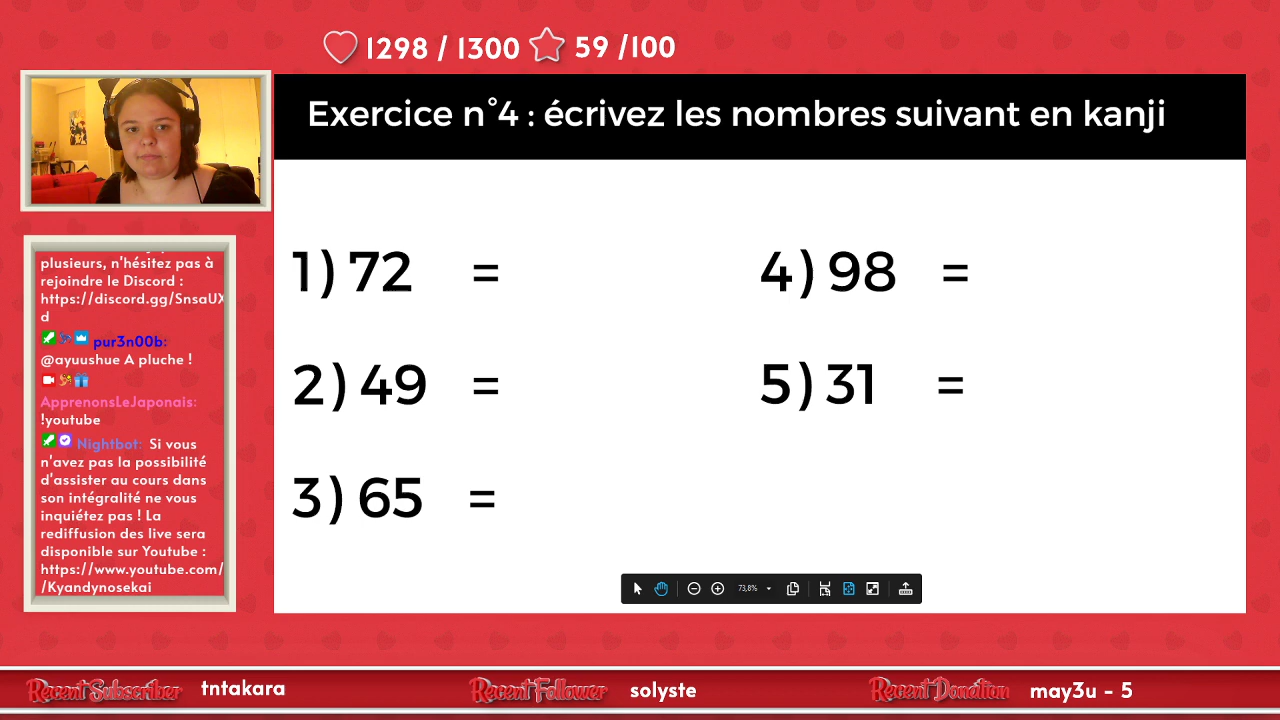 1298 / 1300 59 /100
Exercice n°4 : écrivez les nombres suivant en kanji
1) 72 =
2) 49 =
3) 65 =
4) 98 =
5) 31 =
73,8%
plusieurs, n'hésitez pas à
rejoindre le Discord :
https://discord.gg/SnsaUX
d
pur3n00b:
@ayuushue A pluche !
ApprenonsLeJaponais:
!youtube
Nightbot: Si vous
n'avez pas la possibilité
d'assister au cours dans
son intégralité ne vous
inquiétez pas ! La
rediffusion des live sera
disponible sur Youtube :
https://www.youtube.com/
/Kyandynosekai
Recent Subscriber tntakara
Recent Follower solyste
Recent Donation may3u - 5